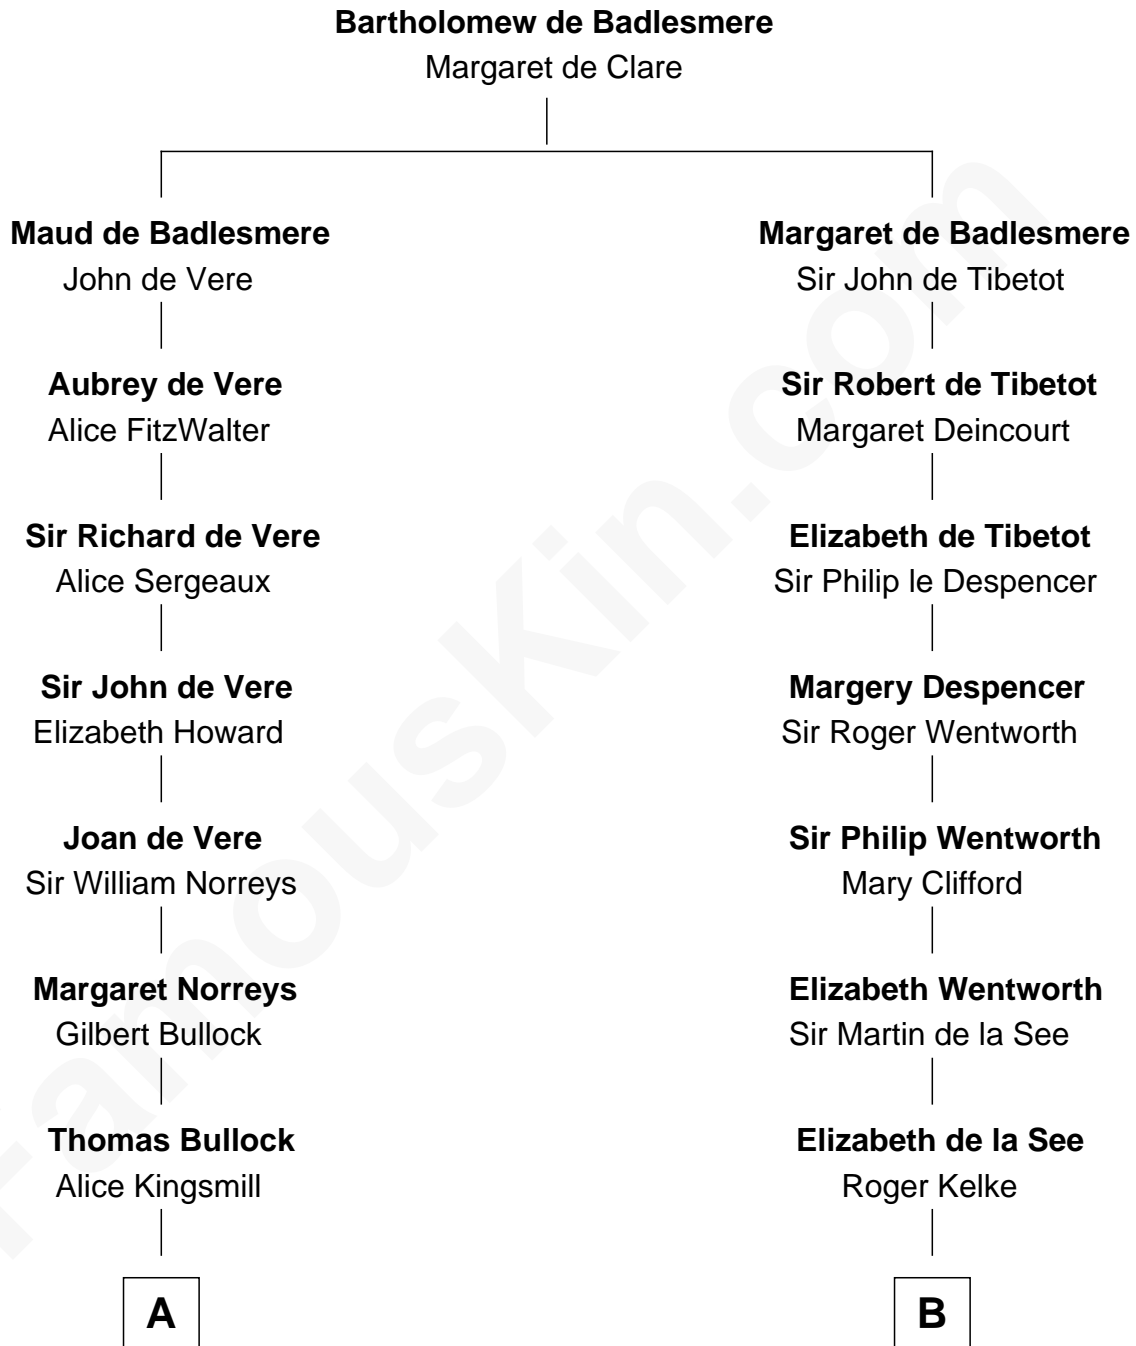 Bartholomew de Badlesmere
Margaret de Clare
Maud de Badlesmere
John de Vere
Margaret de Badlesmere
Sir John de Tibetot
Aubrey de Vere
Alice FitzWalter
Sir Robert de Tibetot
Margaret Deincourt
Sir Richard de Vere
Alice Sergeaux
Elizabeth de Tibetot
Sir Philip le Despencer
Sir John de Vere
Elizabeth Howard
Margery Despencer
Sir Roger Wentworth
Joan de Vere
Sir William Norreys
Sir Philip Wentworth
Mary Clifford
Margaret Norreys
Gilbert Bullock
Elizabeth Wentworth
Sir Martin de la See
Thomas Bullock
Alice Kingsmill
Elizabeth de la See
Roger Kelke
A
B
FamousKin.com